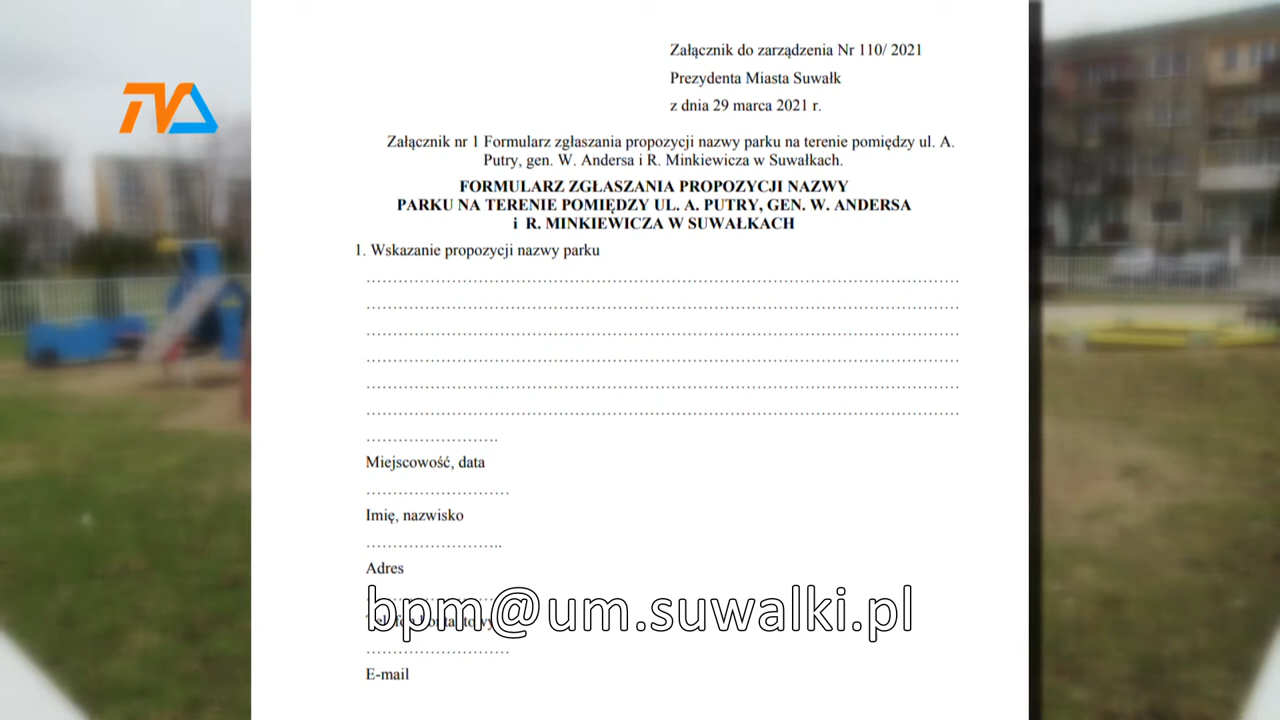 TVA
Załącznik do zarządzenia Nr 110/ 2021
Prezydenta Miasta Suwałk
z dnia 29 marca 2021 r.
Załącznik nr 1 Formularz zgłaszania propozycji nazwy parku na terenie pomiędzy ul. A.
Putry, gen. W. Andersa i R. Minkiewicza w Suwałkach.
FORMULARZ ZGŁASZANIA PROPOZYCJI NAZWY
PARKU NA TERENIE POMIĘDZY UL. A. PUTRY, GEN. W. ANDERSA
i R. MINKIEWICZA W SUWAŁKACH
1. Wskazanie propozycji nazwy parku
Miejscowość, data
Imię, nazwisko
Adres
bpm@um.suwalki.pl
E-mail